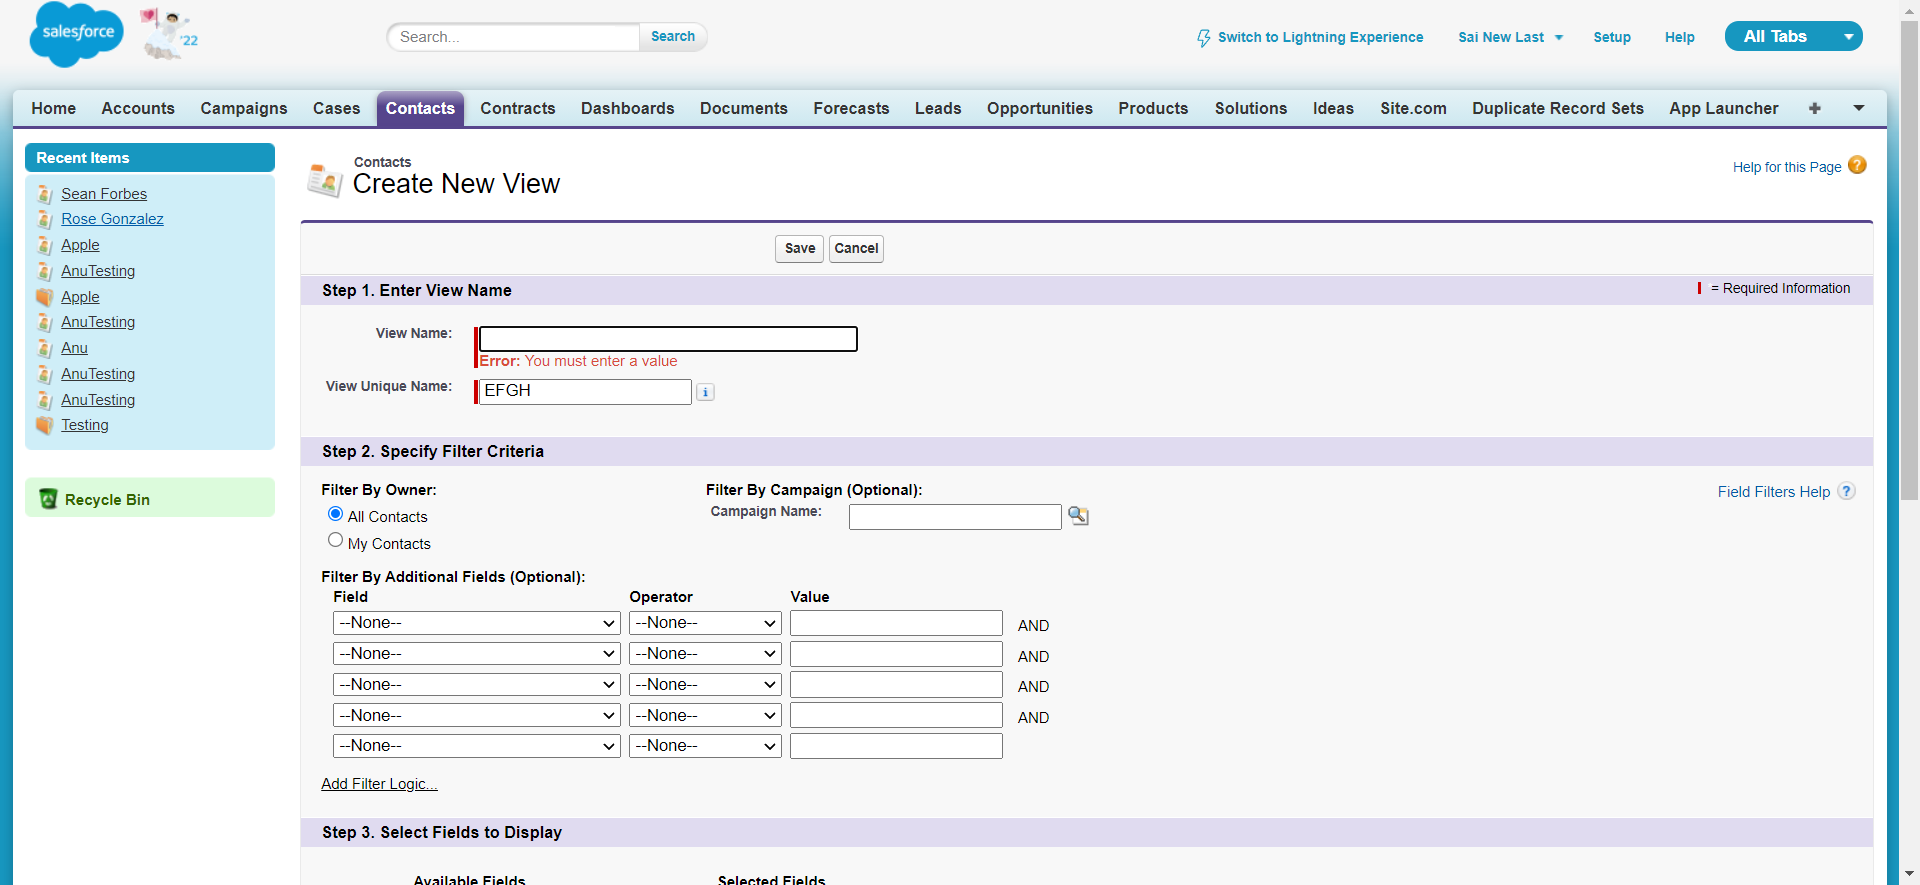 salesforce
'22
Search...
Search
Switch to Lightning Experience
Sai New Last
Setup
Help
All Tabs
Home Accounts Campaigns Cases Contacts Contracts Dashboards Documents Forecasts Leads Opportunities Products Solutions Ideas Site.com Duplicate Record Sets App Launcher +
Recent Items
Sean Forbes
Rose Gonzalez
Apple
AnuTesting
Apple
AnuTesting
Anu
AnuTesting
AnuTesting
Testing
Recycle Bin
Contacts
Create New View
Help for this Page ?
Save Cancel
Step 1. Enter View Name
= Required Information
View Name:
Error: You must enter a value
View Unique Name: EFGH i
Step 2. Specify Filter Criteria
Filter By Owner:
All Contacts
My Contacts
Filter By Campaign (Optional):
Campaign Name:
Field Filters Help ?
Filter By Additional Fields (Optional):
Field Operator Value
--None-- --None-- AND
--None-- --None-- AND
--None-- --None-- AND
--None-- --None-- AND
--None-- --None--
Add Filter Logic...
Step 3. Select Fields to Display
Available Fields Selected Fields